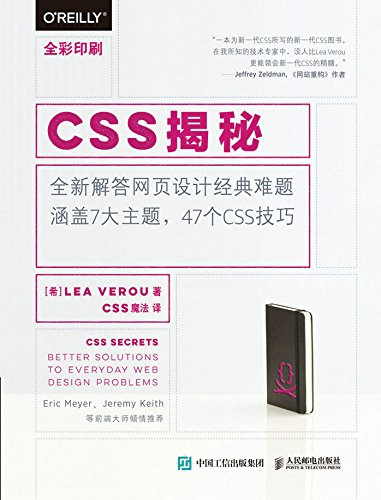 O'REILLY®
全彩印刷
“一本为新一代CSS所写的新一代CSS图书。
在我所知的技术专家中，没人比Lea Verou
更能领会新一代CSS的精髓。”
—Jeffrey Zeldman，《网站重构》作者
CSS揭秘
全新解答网页设计经典难题
涵盖7大主题，47个CSS技巧
[希] LEA VEROU 著
CSS魔法 译
CSS SECRETS
BETTER SOLUTIONS
TO EVERYDAY WEB
DESIGN PROBLEMS
Eric Meyer、Jeremy Keith
等前端大师倾情推荐
中国工信出版集团
人民邮电出版社
POSTS & TELECOM PRESS